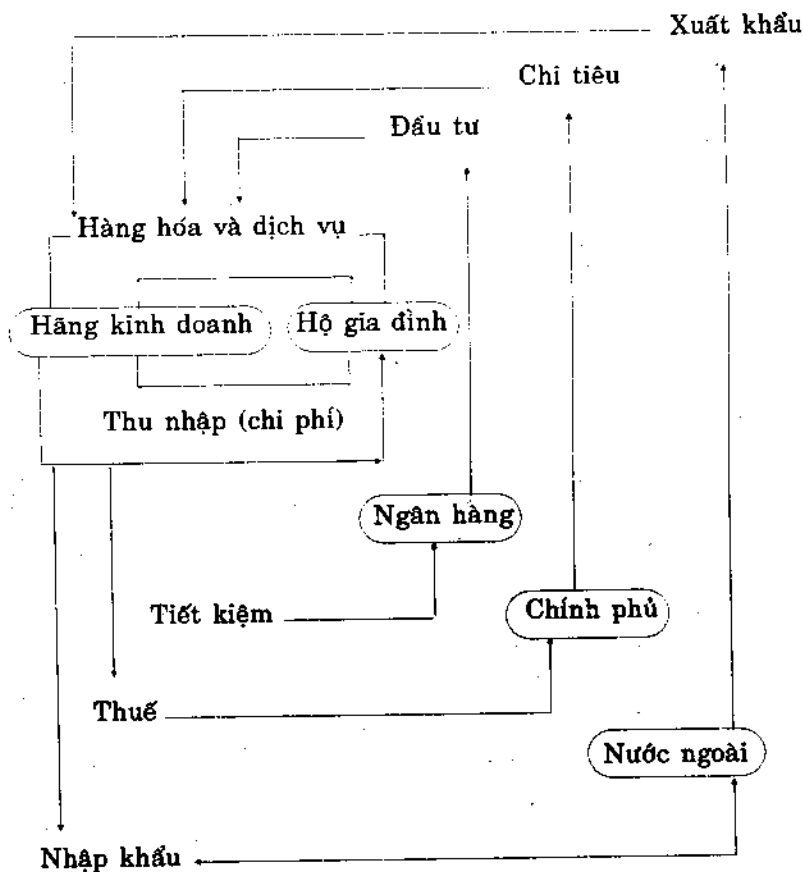 Xuất khẩu
Chi tiêu
Đầu tư
Hàng hóa và dịch vụ
Hãng kinh doanh
Hộ gia đình
Thu nhập (chi phí)
Ngân hàng
Tiết kiệm
Chính phủ
Thuế
Nước ngoài
Nhập khẩu